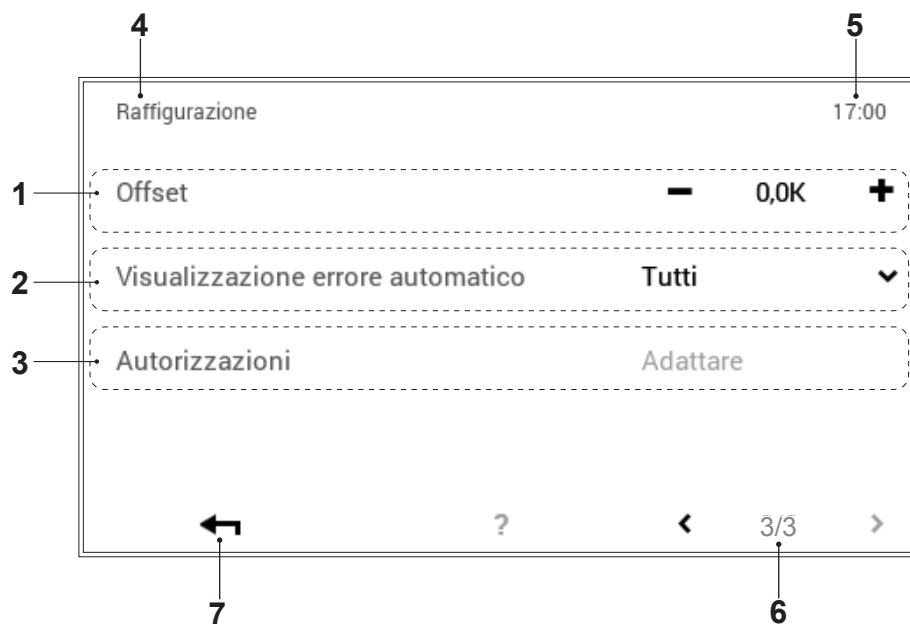 4 5
Raffigurazione 17:00
1 Offset − 0,0K +
2 Visualizzazione errore automatico Tutti
3 Autorizzazioni Adattare
? < 3/3 >
7 6